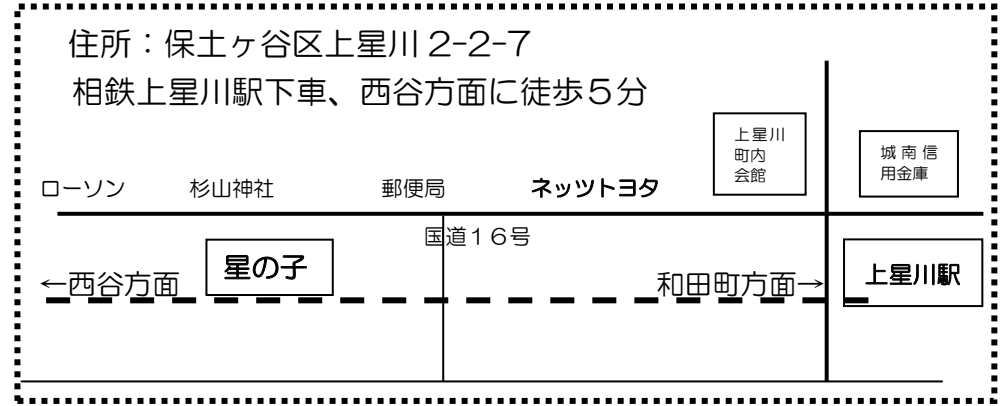 住所：保土ヶ谷区上星川2-2-7
相鉄上星川駅下車、西谷方面に徒歩５分
上星川
町内
会館
城南信
用金庫
ローソン
杉山神社
郵便局
ネッツトヨタ
国道１６号
星の子
上星川駅
←西谷方面
和田町方面→